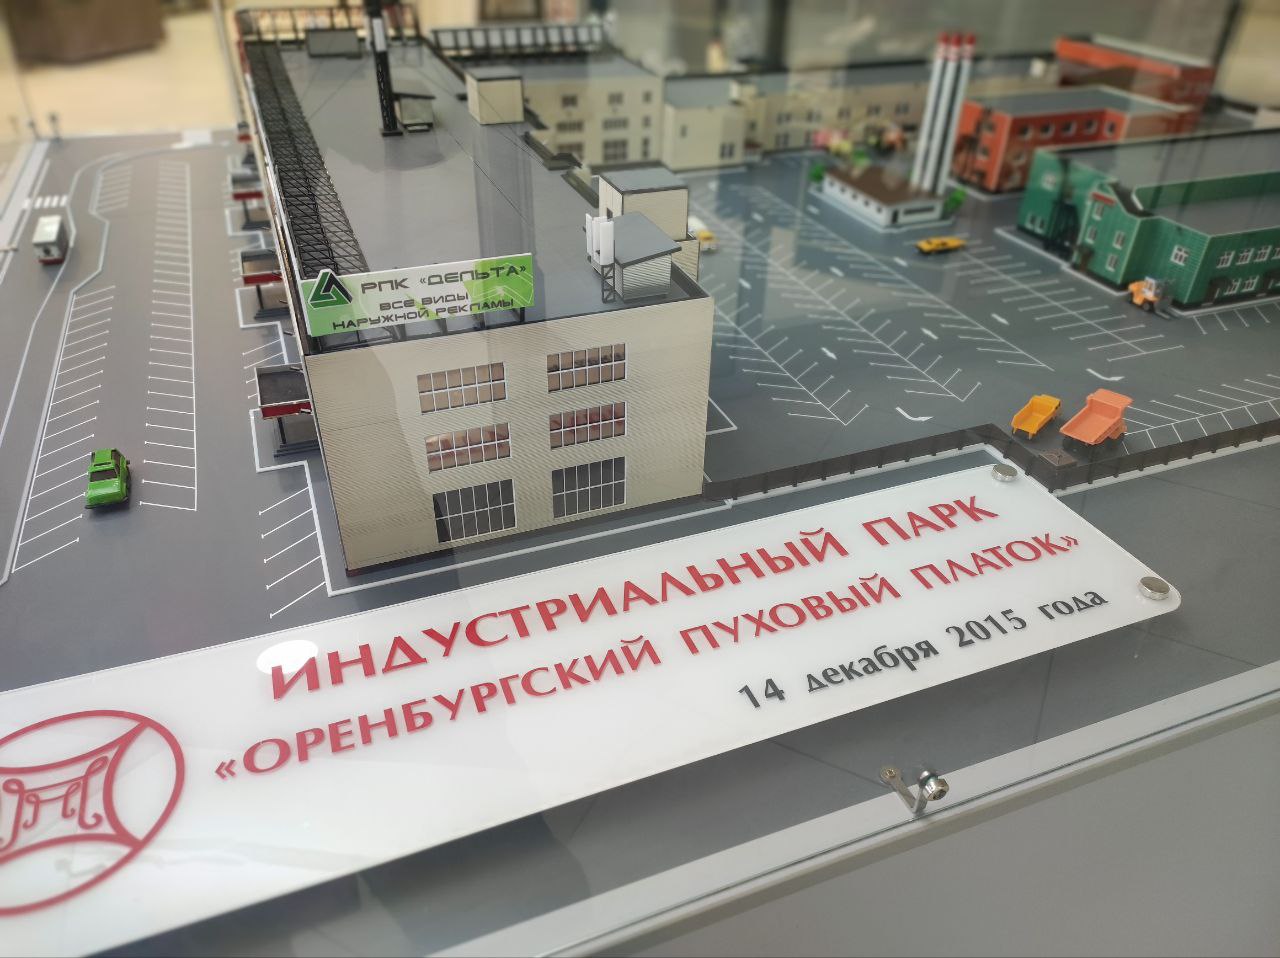 РПК «ДЕЛЬТА»
ВСЕ ВИДЫ
НАРУЖНОЙ РЕКЛАМЫ
ИНДУСТРИАЛЬНЫЙ ПАРК
«ОРЕНБУРГСКИЙ ПУХОВЫЙ ПЛАТОК»
14 декабря 2015 года